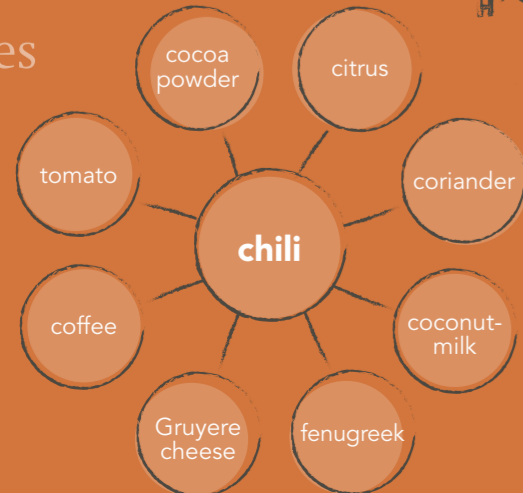 es
cocoa
powder
citrus
tomato
coriander
chili
coffee
coconut-
milk
Gruyere
cheese
fenugreek